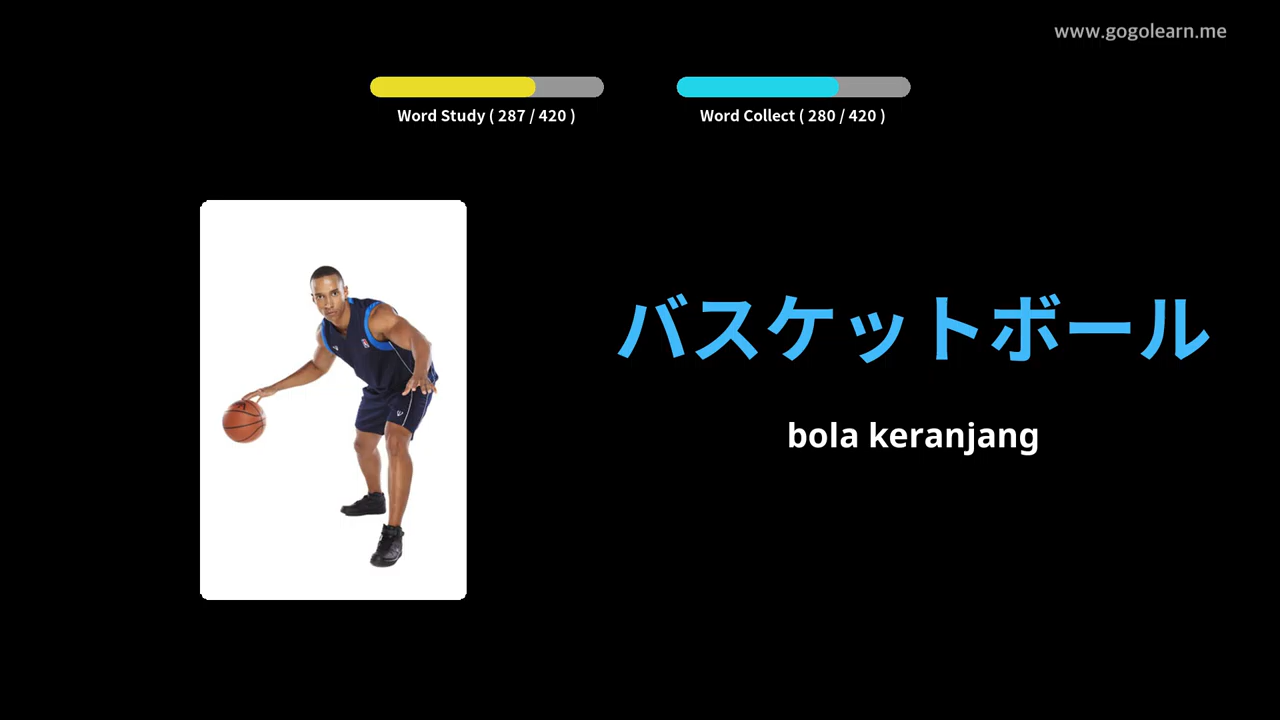 www.gogolearn.me
Word Study ( 287 / 420 )
Word Collect ( 280 / 420 )
バスケットボール
bola keranjang